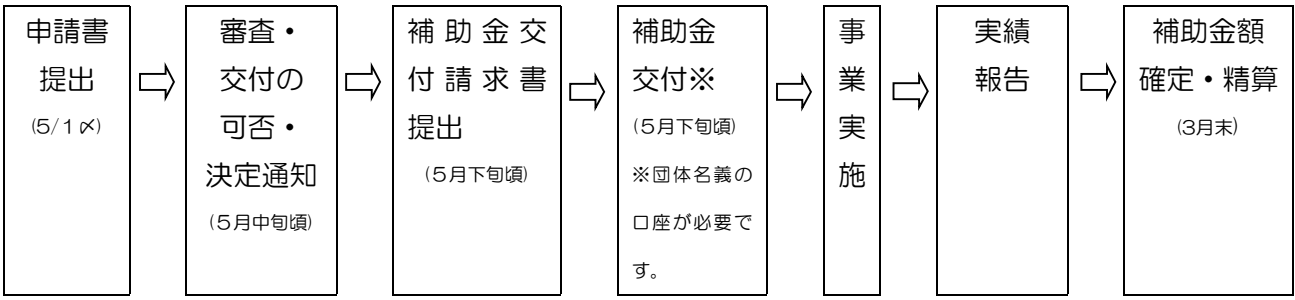 申請書
提出
(5/1〆)
審査・
交付の
可否・
決定通知
(5月中旬頃)
補助金交
付請求書
提出
(5月下旬頃)
補助金
交付※
(5月下旬頃)
※団体名義の
口座が必要で
す。
事
業
実
施
実績
報告
補助金額
確定・精算
(3月末)